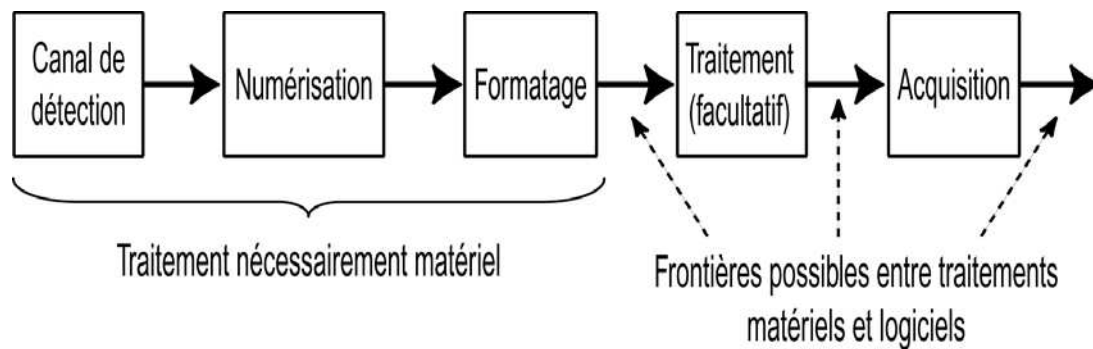 Canal de
détection
Numérisation
Formatage
Traitement
(facultatif)
Acquisition
Traitement nécessairement matériel
Frontières possibles entre traitements
matériels et logiciels